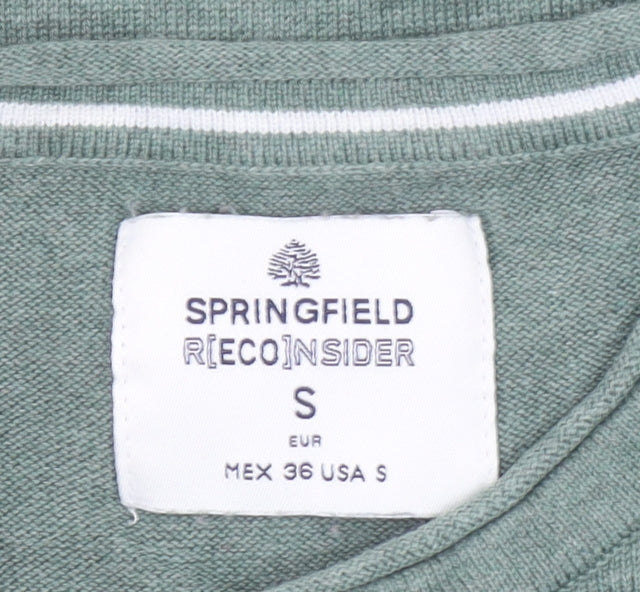 SPRINGFIELD
R[ECO]NSIDER
S
EUR
MEX 36 USA S